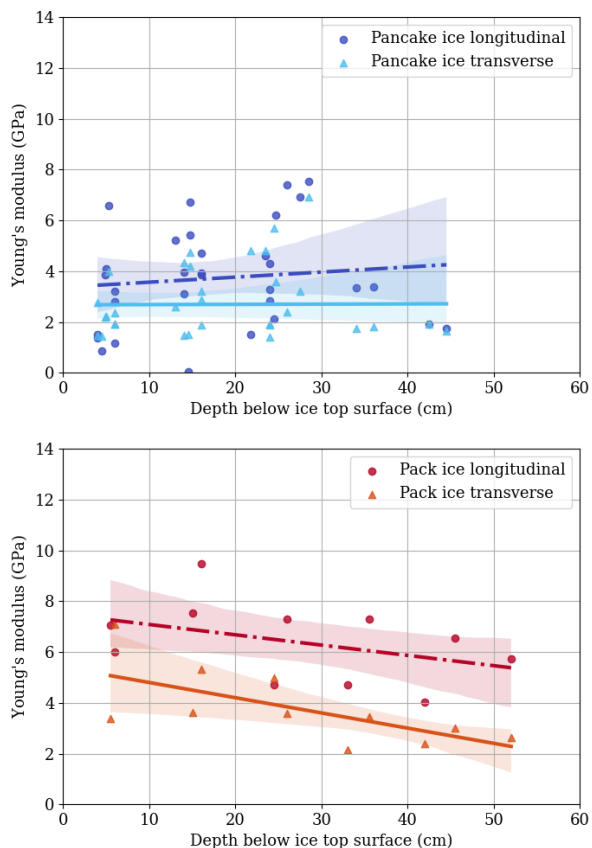 14
12
10
8
6
4
2
0
Young's modulus (GPa)
Pancake ice longitudinal
Pancake ice transverse
0 10 20 30 40 50 60
Depth below ice top surface (cm)
14
12
10
8
6
4
2
0
Young's modulus (GPa)
Pack ice longitudinal
Pack ice transverse
0 10 20 30 40 50 60
Depth below ice top surface (cm)